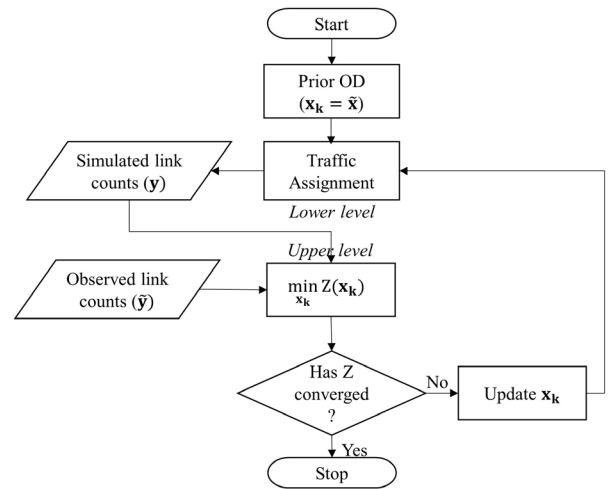 Start
Prior OD
(𝐱𝐤 = 𝐱̃)
Simulated link
counts (𝐲)
Traffic
Assignment
Lower level
Upper level
Observed link
counts (𝐲̃)
min Z(𝐱𝐤)
𝐱𝐤
Has Z
converged
?
No
Update 𝐱𝐤
Yes
Stop